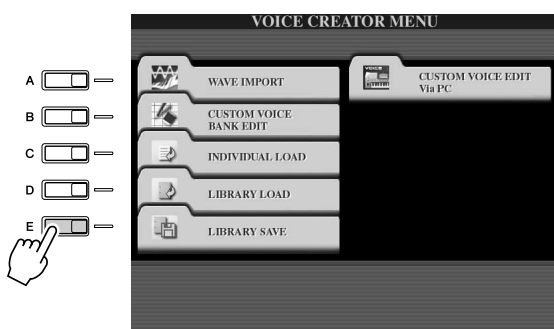 VOICE CREATOR MENU
A
WAVE IMPORT
B
CUSTOM VOICE
BANK EDIT
C
INDIVIDUAL LOAD
D
LIBRARY LOAD
E
LIBRARY SAVE
VOICE
CUSTOM VOICE EDIT
Via PC